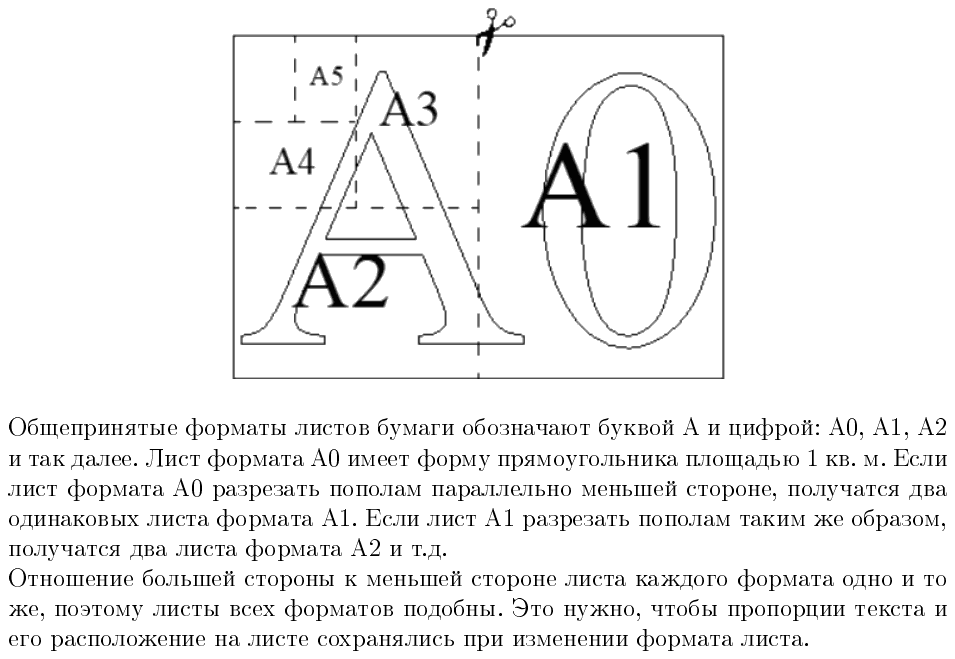 A0
A5
A3
A4
A1
A2
Общепринятые форматы листов бумаги обозначают буквой А и цифрой: А0, А1, А2
и так далее. Лист формата А0 имеет форму прямоугольника площадью 1 кв. м. Если
лист формата А0 разрезать пополам параллельно меньшей стороне, получатся два
одинаковых листа формата А1. Если лист А1 разрезать пополам таким же образом,
получатся два листа формата А2 и т.д.
Отношение большей стороны к меньшей стороне листа каждого формата одно и то
же, поэтому листы всех форматов подобны. Это нужно, чтобы пропорции текста и
его расположение на листе сохранялись при изменении формата листа.